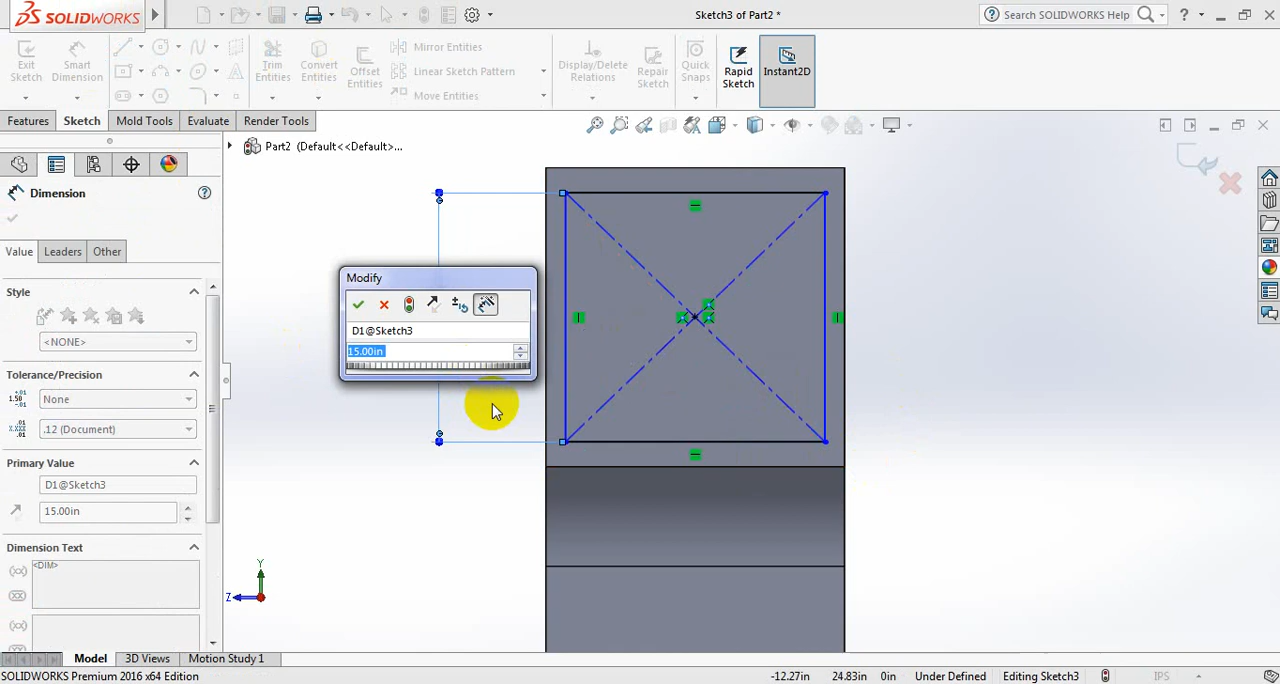 SOLIDWORKS
Sketch3 of Part2 *
Search SOLIDWORKS Help
?
Exit Sketch
Smart Dimension
Trim Entities
Convert Entities
Offset Entities
Mirror Entities
Linear Sketch Pattern
Move Entities
Display/Delete Relations
Repair Sketch
Quick Snaps
Rapid Sketch
Instant2D
Features
Sketch
Mold Tools
Evaluate
Render Tools
Part2 (Default<<Default>...
Dimension
Value
Leaders
Other
Style
<NONE>
Tolerance/Precision
None
.12 (Document)
Primary Value
D1@Sketch3
15.00in
Dimension Text
<DIM>
Modify
D1@Sketch3
15.00in
Y
Z
Model
3D Views
Motion Study 1
SOLIDWORKS Premium 2016 x64 Edition
-12.27in
24.83in
0in
Under Defined
Editing Sketch3
IPS